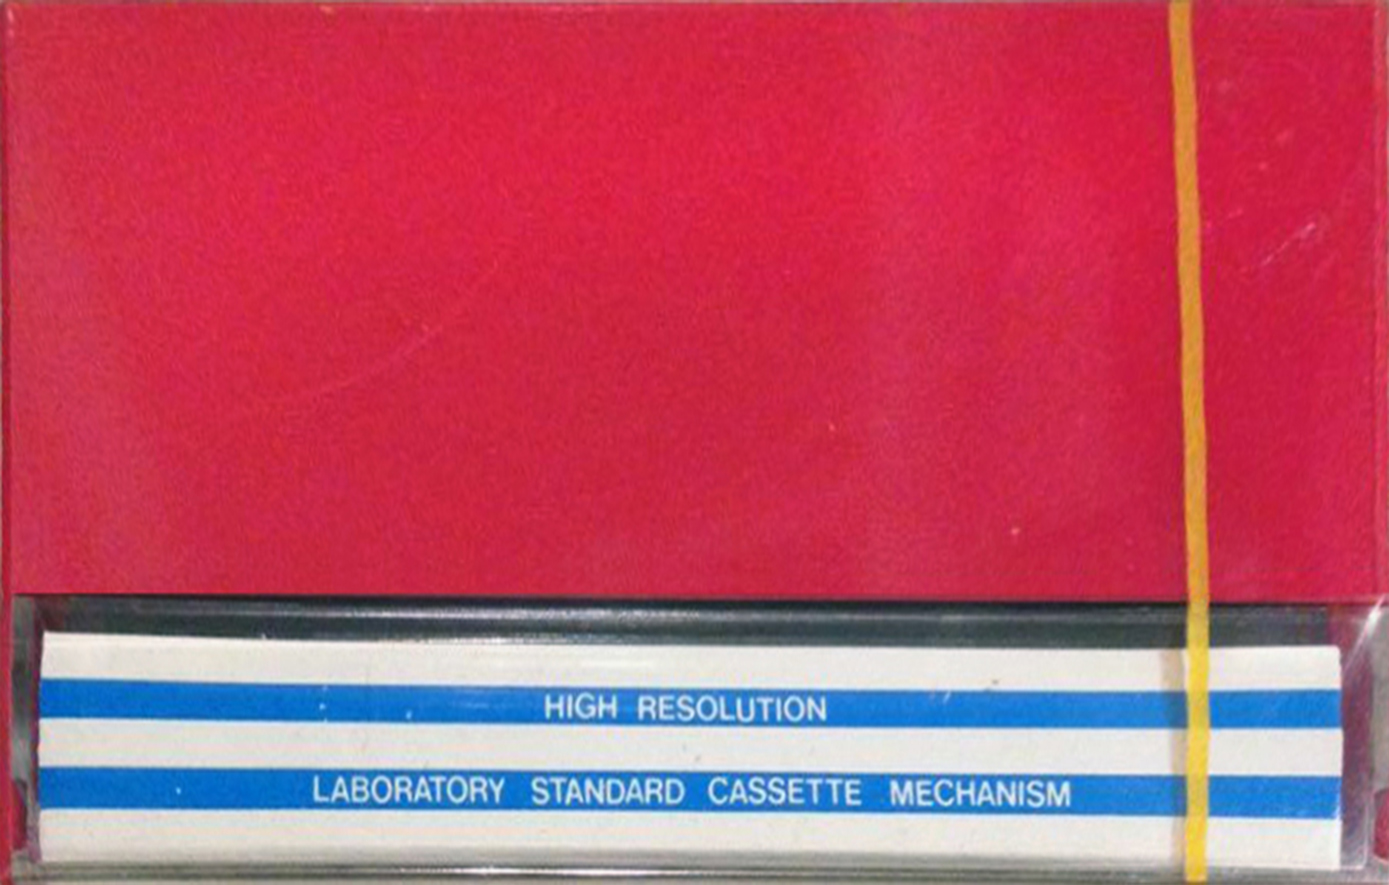 HIGH RESOLUTION
LABORATORY STANDARD CASSETTE MECHANISM